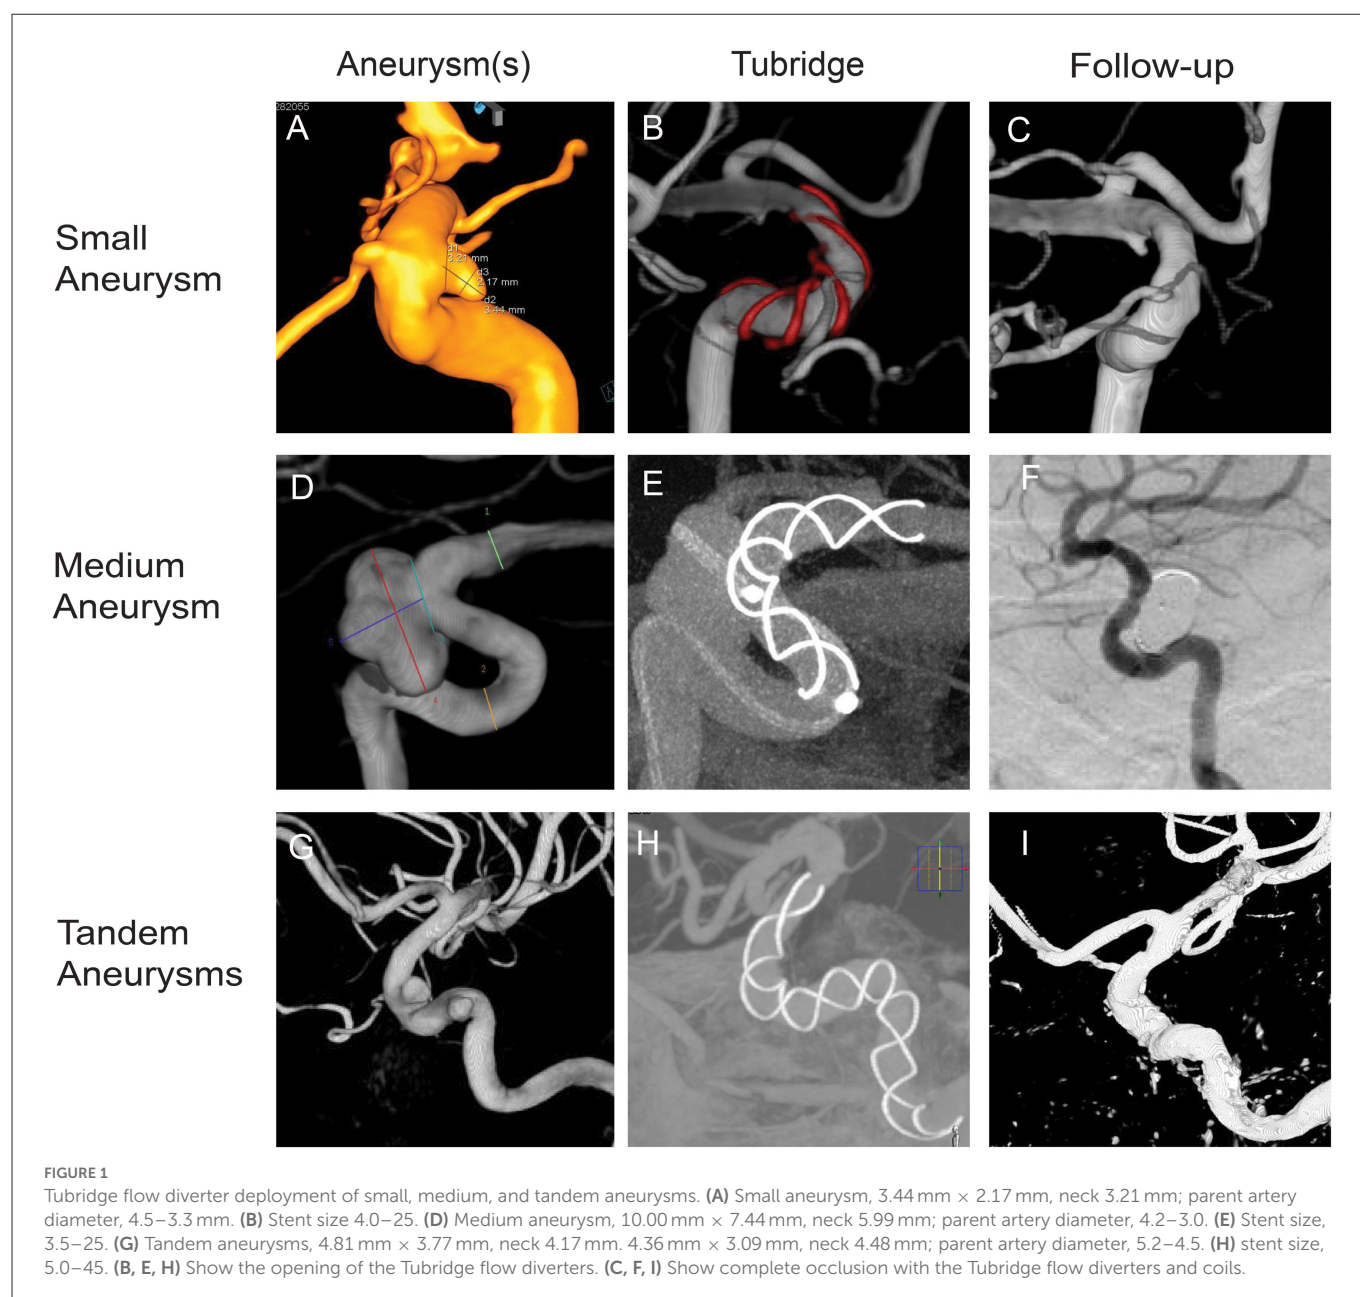 Aneurysm(s)
Tubridge
Follow-up
Small
Aneurysm
282055
A
d1
3.21 mm
d3
2.17 mm
d2
3.44 mm
B
C
Medium
Aneurysm
D
1
2
4
5
E
F
Tandem
Aneurysms
G
H
I
FIGURE 1
Tubridge flow diverter deployment of small, medium, and tandem aneurysms. (A) Small aneurysm, 3.44 mm × 2.17 mm, neck 3.21 mm; parent artery
diameter, 4.5–3.3 mm. (B) Stent size 4.0–25. (D) Medium aneurysm, 10.00 mm × 7.44 mm, neck 5.99 mm; parent artery diameter, 4.2–3.0. (E) Stent size,
3.5–25. (G) Tandem aneurysms, 4.81 mm × 3.77 mm, neck 4.17 mm. 4.36 mm × 3.09 mm, neck 4.48 mm; parent artery diameter, 5.2–4.5. (H) stent size,
5.0–45. (B, E, H) Show the opening of the Tubridge flow diverters. (C, F, I) Show complete occlusion with the Tubridge flow diverters and coils.